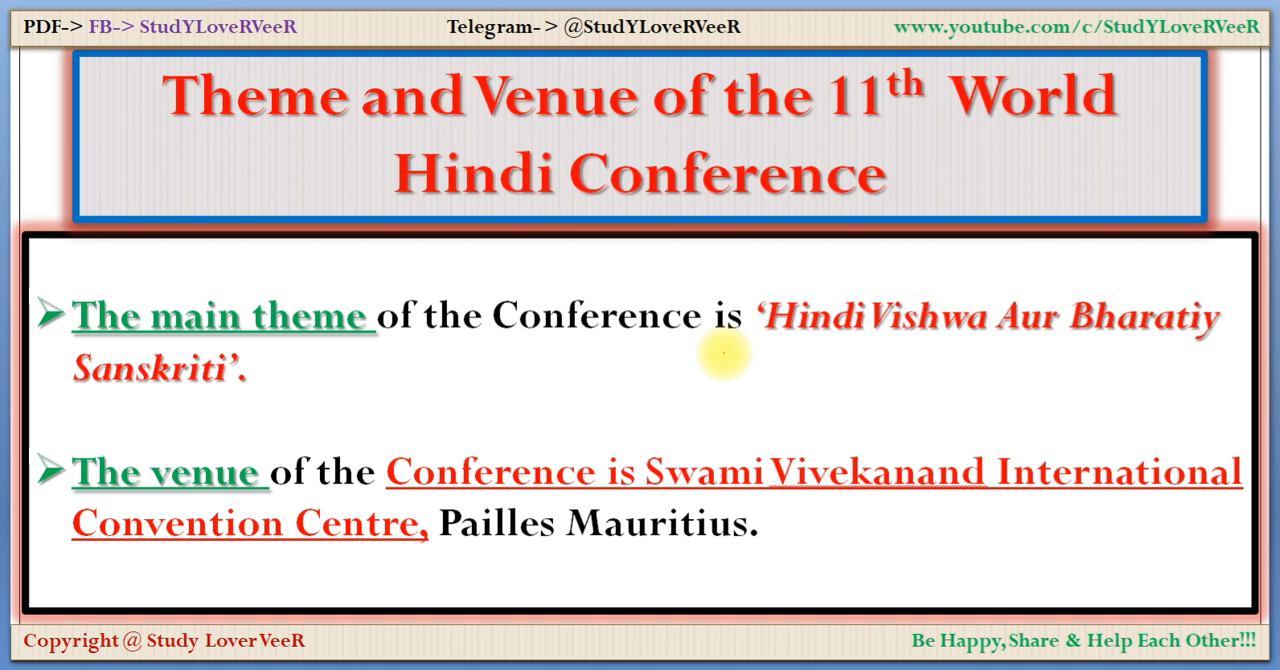 PDF-> FB-> StudYLoveRVeeR Telegram-> @StudYLoveRVeeR www.youtube.com/c/StudYLoveRVeeR
Theme and Venue of the 11th World
Hindi Conference
The main theme of the Conference is ‘Hindi Vishwa Aur Bharatiy
Sanskriti’.
The venue of the Conference is Swami Vivekanand International
Convention Centre, Pailles Mauritius.
Copyright @ Study Lover VeeR Be Happy, Share & Help Each Other!!!